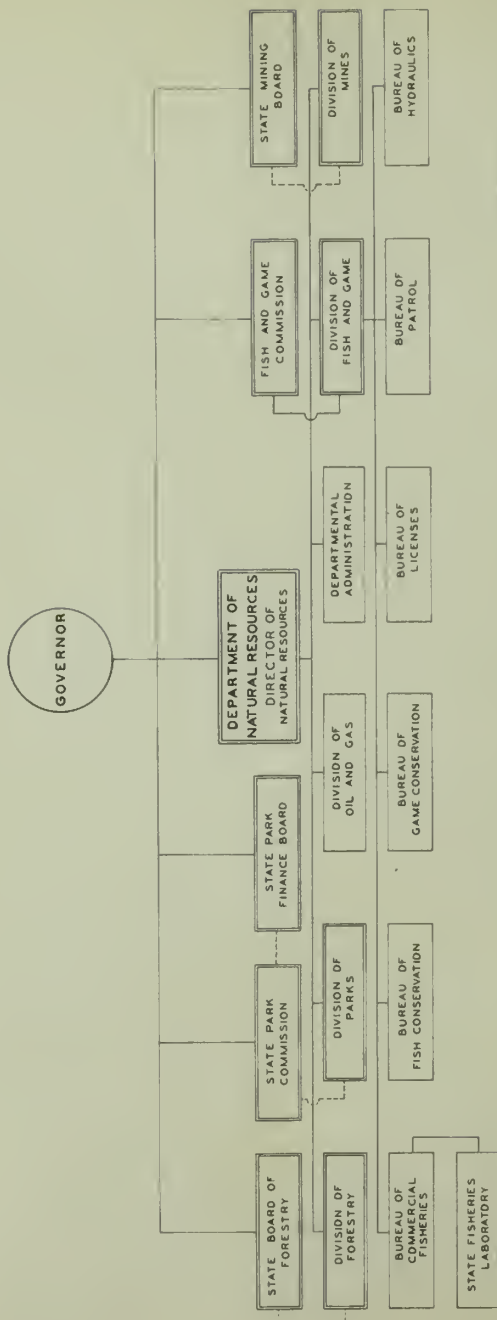 GOVERNOR
STATE BOARD OF
FORESTRY
STATE PARK
COMMISSION
STATE PARK
FINANCE BOARD
DEPARTMENT OF
NATURAL RESOURCES
DIRECTOR OF
NATURAL RESOURCES
FISH AND GAME
COMMISSION
STATE MINING
BOARD
DIVISION OF
FORESTRY
DIVISION OF
PARKS
DIVISION OF
OIL AND GAS
DEPARTMENTAL
ADMINISTRATION
DIVISION OF
FISH AND GAME
DIVISION OF
MINES
BUREAU OF
COMMERCIAL
FISHERIES
BUREAU OF
FISH CONSERVATION
BUREAU OF
GAME CONSERVATION
BUREAU OF
LICENSES
BUREAU OF
PATROL
BUREAU OF
HYDRAULICS
STATE FISHERIES
LABORATORY